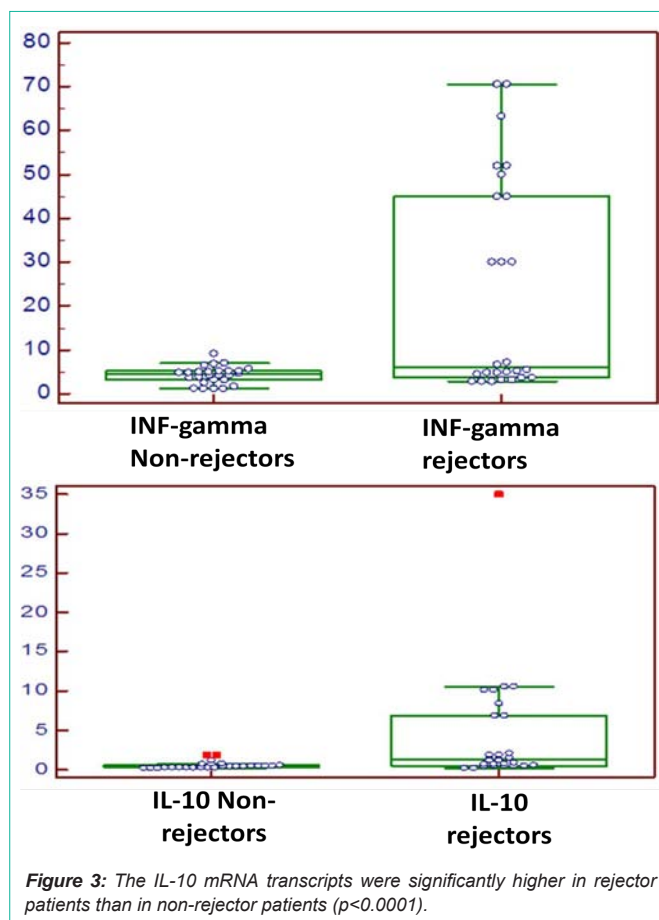 80
70
60
50
40
30
20
10
0
INF-gamma
Non-rejectors
INF-gamma
rejectors
35
30
25
20
15
10
5
0
IL-10 Non-
rejectors
IL-10
rejectors
Figure 3: The IL-10 mRNA transcripts were significantly higher in rejector
patients than in non-rejector patients (p<0.0001).